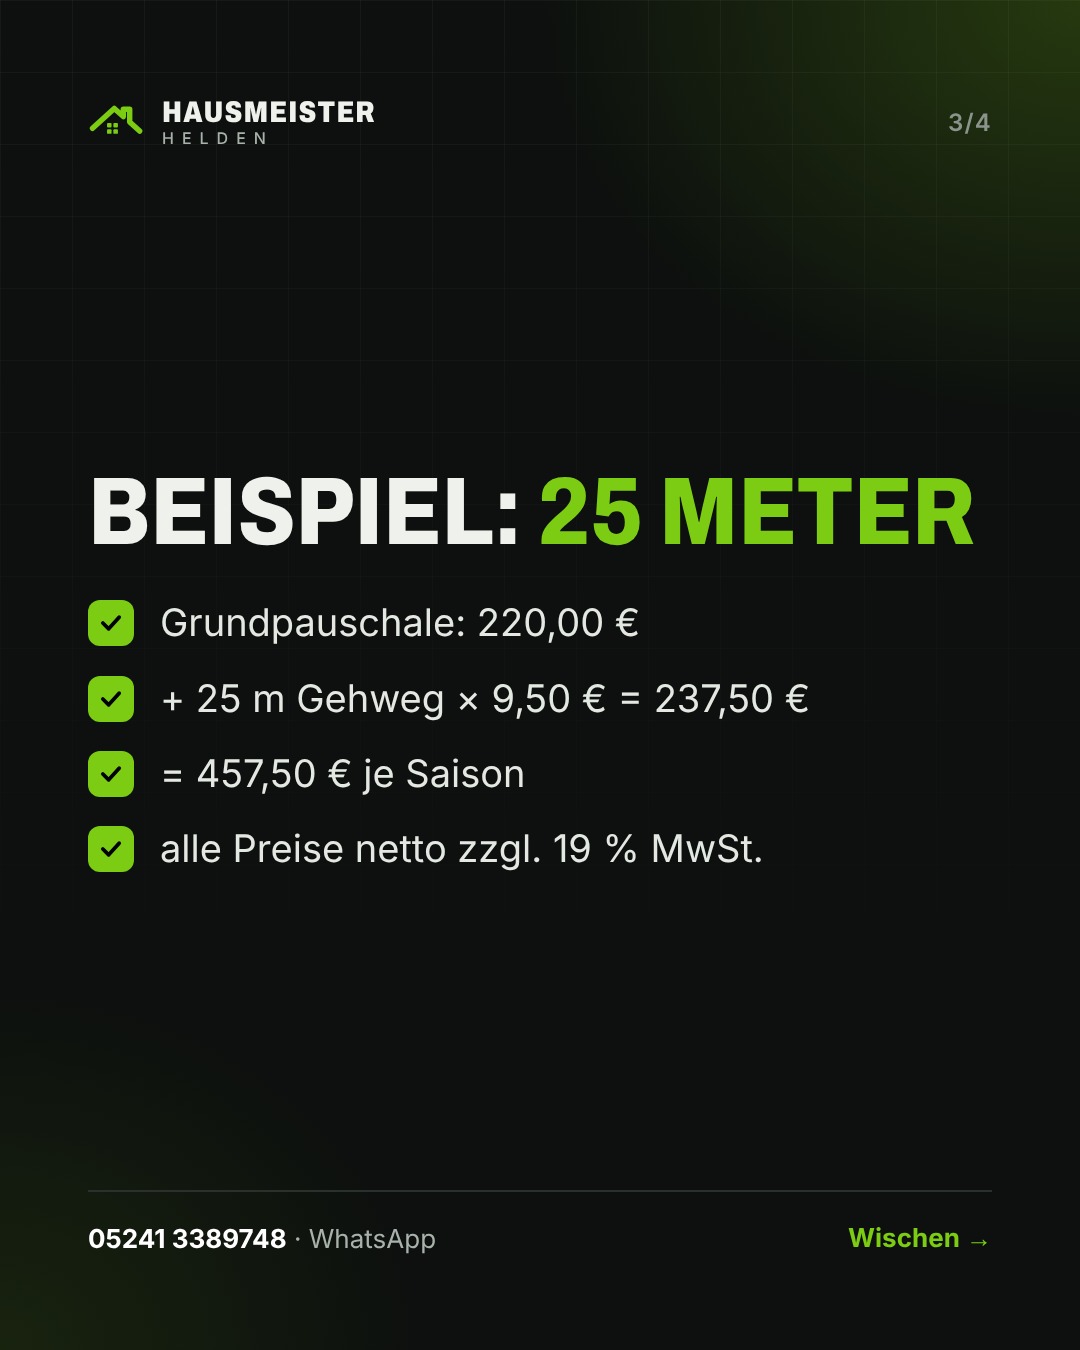 HAUSMEISTER
HELDEN
3/4
BEISPIEL: 25 METER
Grundpauschale: 220,00 €
+ 25 m Gehweg × 9,50 € = 237,50 €
= 457,50 € je Saison
alle Preise netto zzgl. 19 % MwSt.
05241 3389748 · WhatsApp
Wischen →